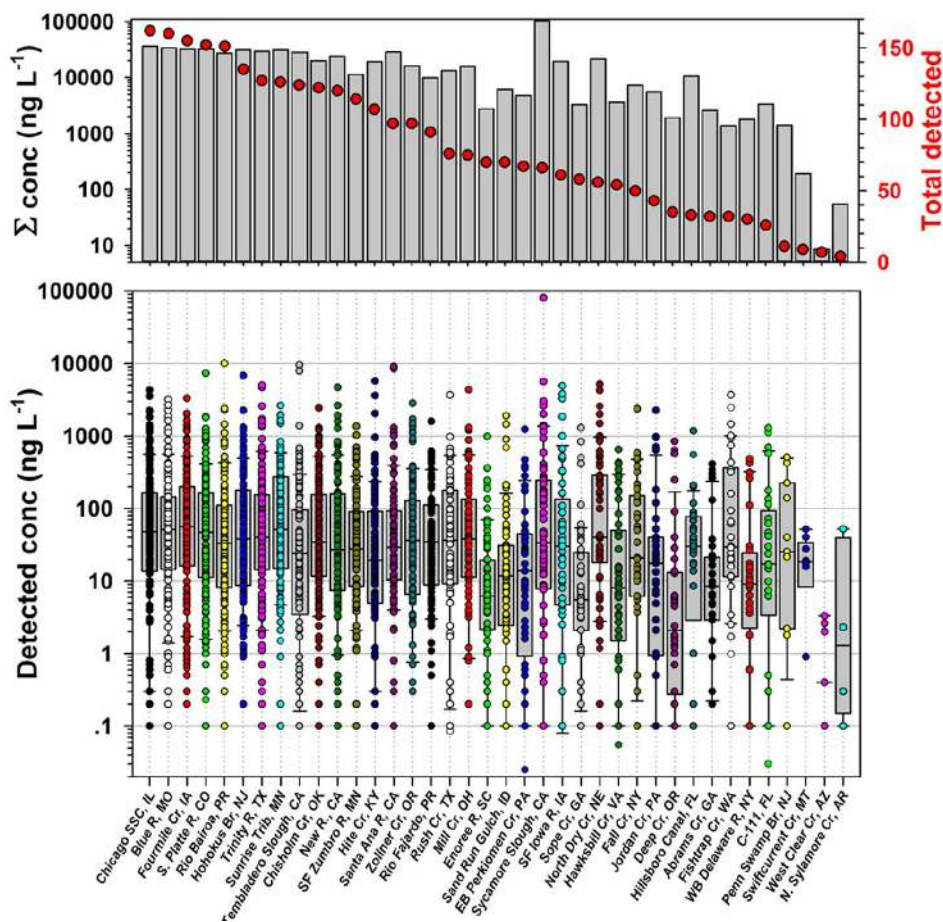 100000
10000
1000
100
10
Σ conc (ng L-1)
150
100
50
0
Total detected
100000
10000
1000
100
10
1
.1
Detected conc (ng L-1)
Chicago SSC, IL
Blue R, MO
Fourmile Cr, IA
S. Platte R, CO
Rio Bairoa, PR
Hohokus Br, NJ
Trinity R, TX
Sunrise R Trib, MN
Tembladero Slough, CA
Chisholm Cr, OK
New R., CA
SF Zumbro R, MN
Hite Cr, KY
Santa Ana R, CA
Zollner Cr, OR
Rio Fajardo, PR
Rush Cr, TX
Mill Cr, OH
Enoree R, SC
Sand Run Gulch, ID
EB Perkiomen Cr, PA
Sycamore Slough, CA
SF Iowa R, IA
Sope Cr, GA
North Dry Cr, NE
Hawksbill Cr, VA
Fall Cr, NY
Jordan Cr, PA
Deep Cr, OR
Hillsboro Canal, FL
Cr, GA
Fishtrap Cr, WA
WB Delaware R, NY
C-111, FL
Penn Swamp Br, NJ
Swiftcurrent Cr, MT
West Clear Cr, AZ
N. Sylamore Cr, AR